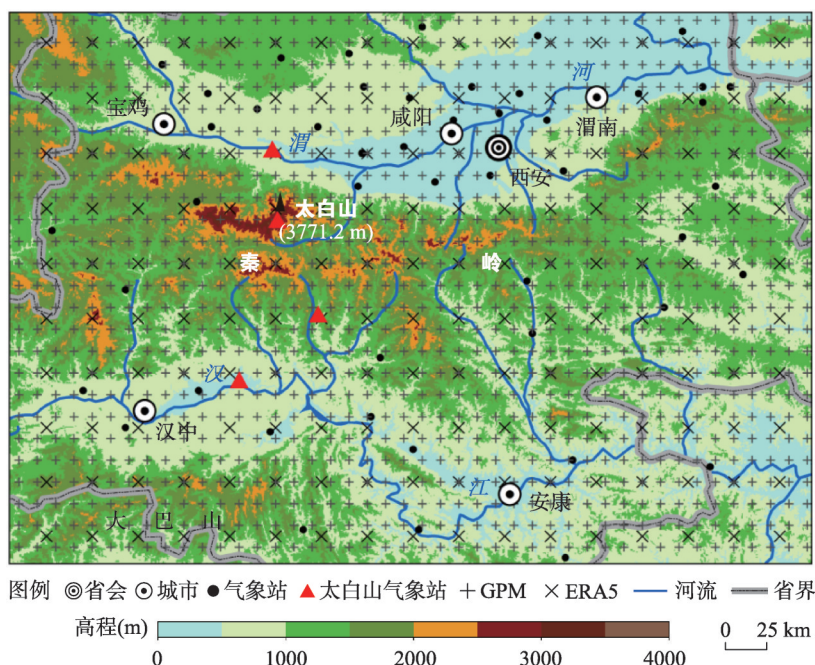 河
宝鸡
咸阳
渭南
渭
西安
太白山
(3771.2 m)
秦
岭
汉
汉中
江
安康
大巴山
图例 省会 城市 气象站 太白山气象站 GPM ERA5 河流 省界
高程(m)
0 1000 2000 3000 4000
0 25 km